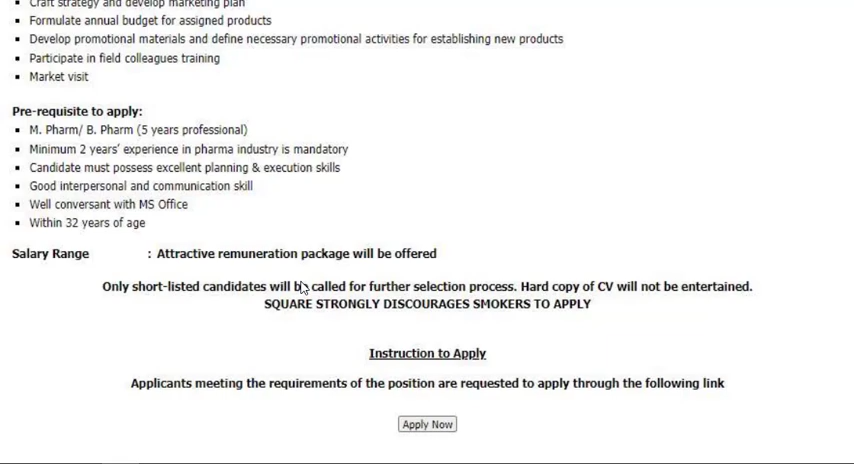 Craft strategy and develop marketing plan
Formulate annual budget for assigned products
Develop promotional materials and define necessary promotional activities for establishing new products
Participate in field colleagues training
Market visit
Pre-requisite to apply:
M. Pharm/ B. Pharm (5 years professional)
Minimum 2 years' experience in pharma industry is mandatory
Candidate must possess excellent planning & execution skills
Good interpersonal and communication skill
Well conversant with MS Office
Within 32 years of age
Salary Range : Attractive remuneration package will be offered
Only short-listed candidates will be called for further selection process. Hard copy of CV will not be entertained.
SQUARE STRONGLY DISCOURAGES SMOKERS TO APPLY
Instruction to Apply
Applicants meeting the requirements of the position are requested to apply through the following link
Apply Now